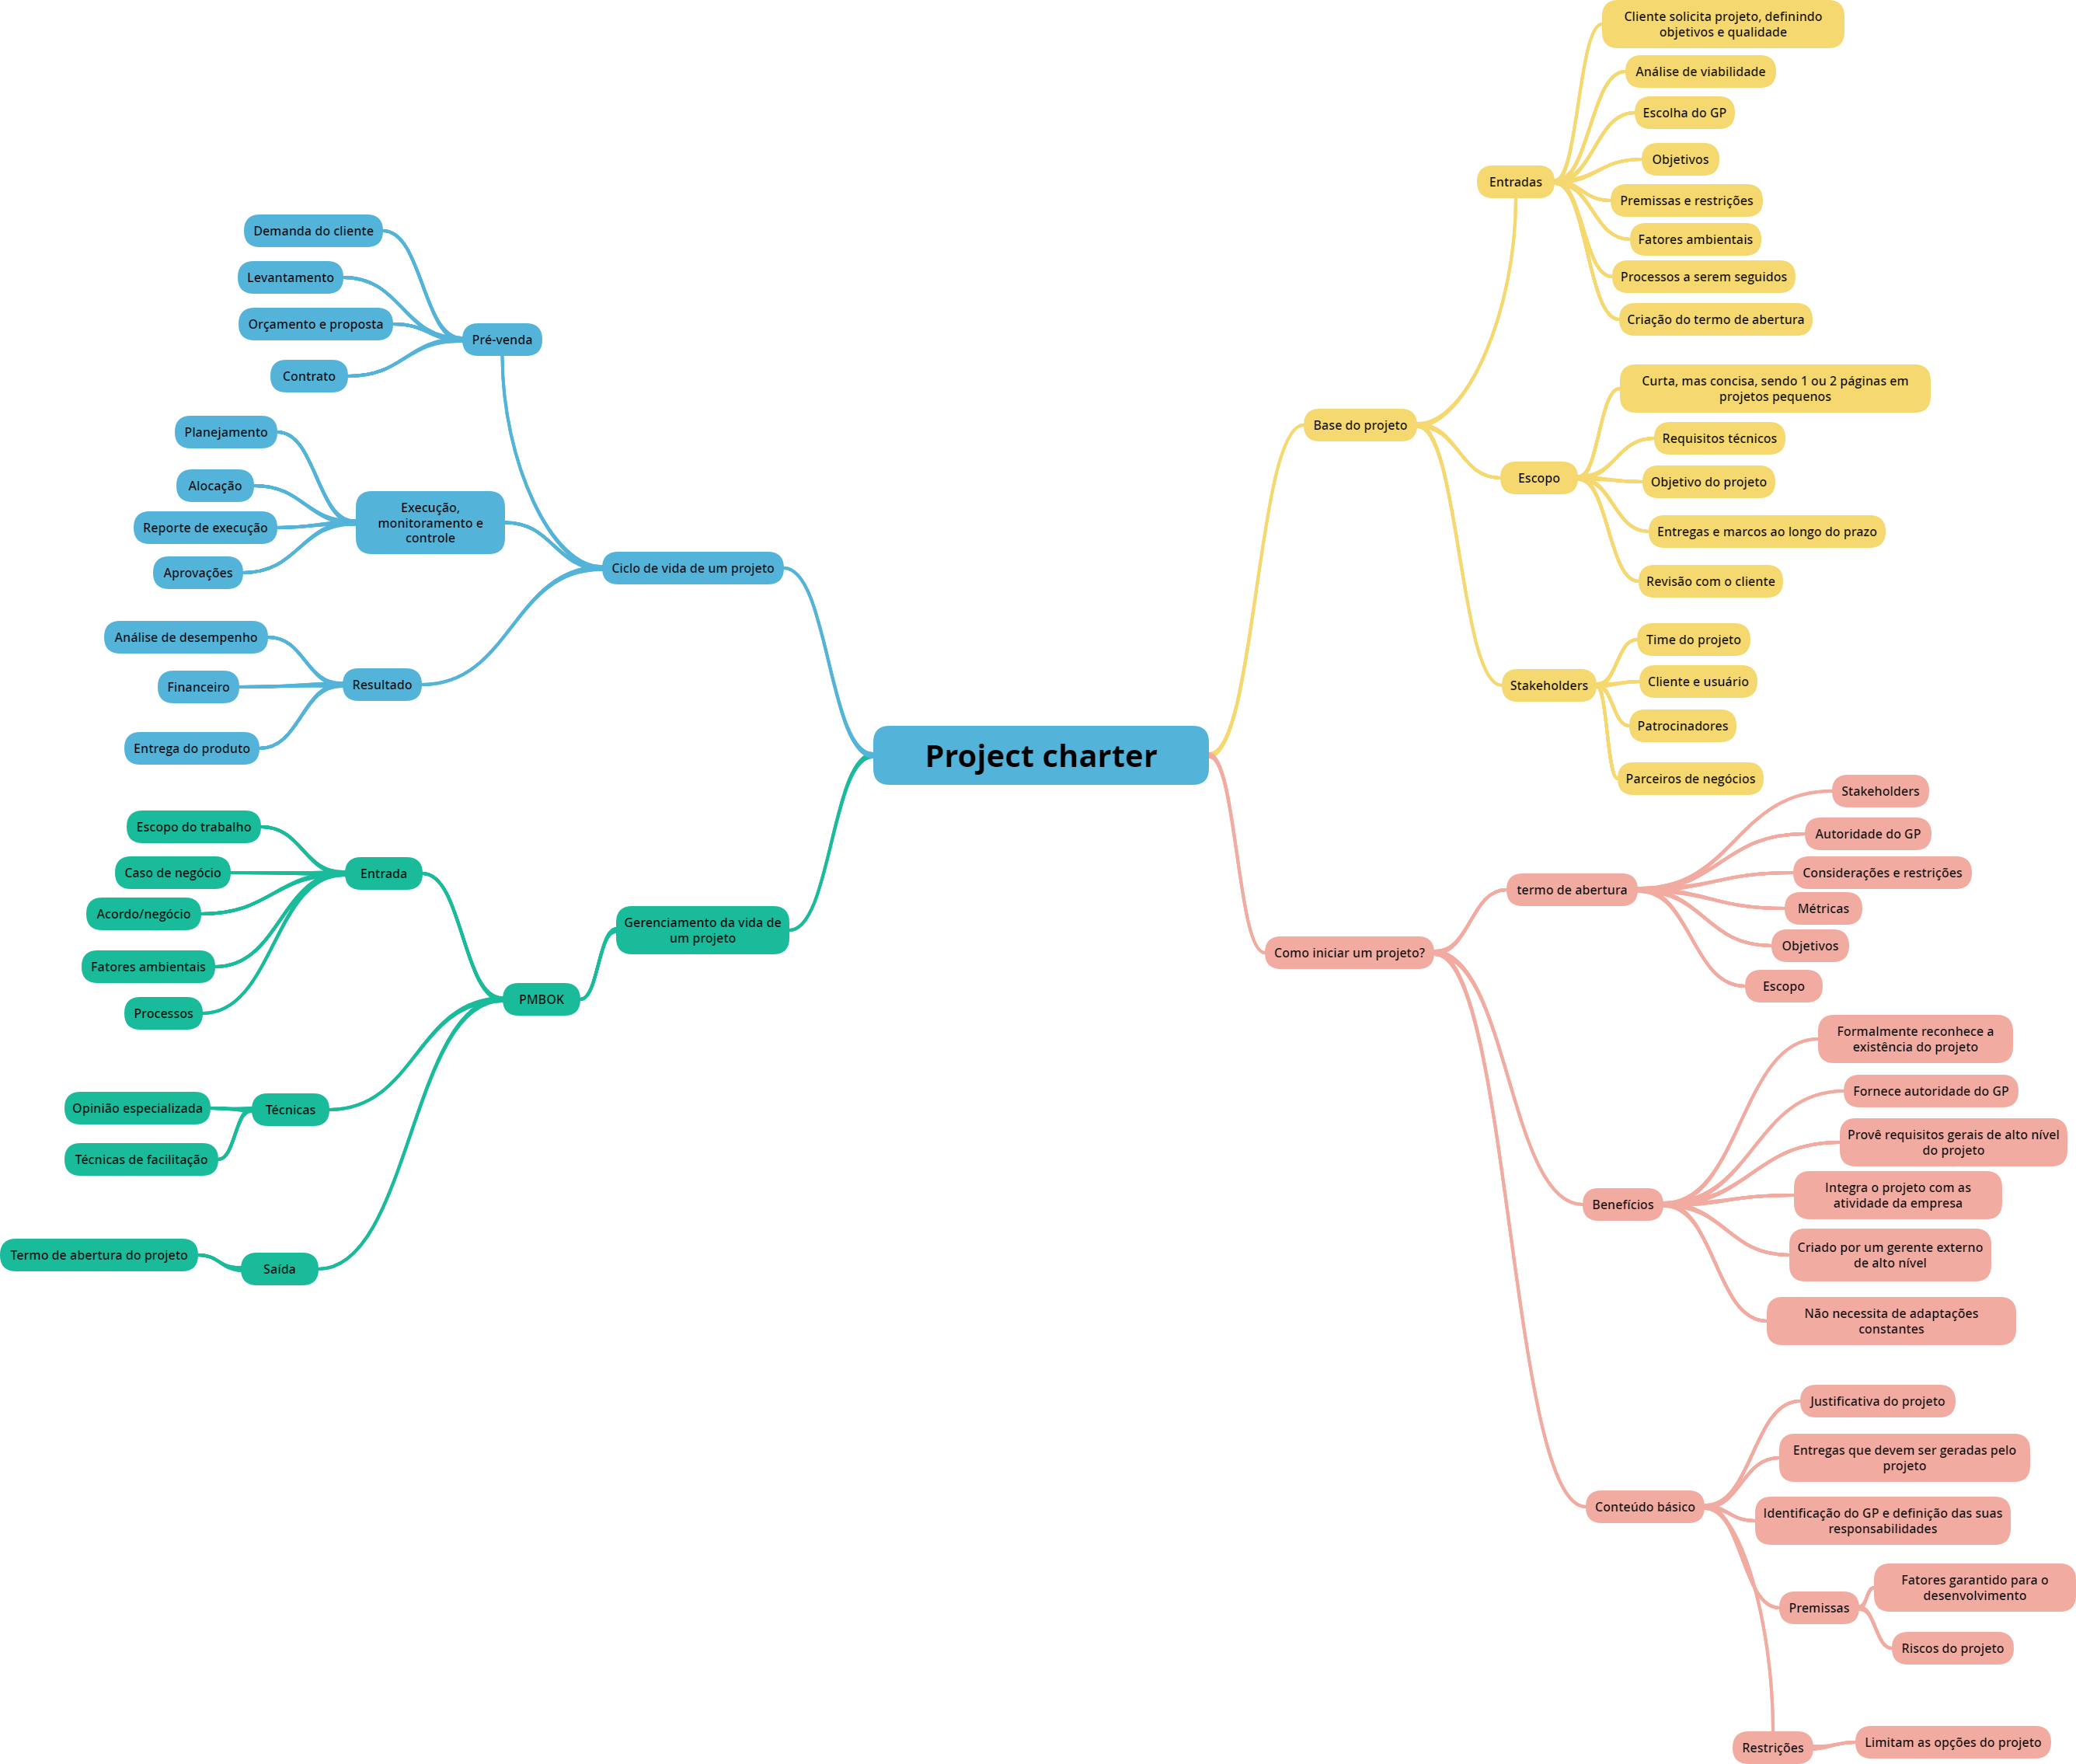 Project charter
Ciclo de vida de um projeto
Pré-venda
Demanda do cliente
Levantamento
Orçamento e proposta
Contrato
Execução,
monitoramento e
controle
Planejamento
Alocação
Reporte de execução
Aprovações
Resultado
Análise de desempenho
Financeiro
Entrega do produto
Gerenciamento da vida de
um projeto
PMBOK
Entrada
Escopo do trabalho
Caso de negócio
Acordo/negócio
Fatores ambientais
Processos
Técnicas
Opinião especializada
Técnicas de facilitação
Saída
Termo de abertura do projeto
Base do projeto
Entradas
Cliente solicita projeto, definindo
objetivos e qualidade
Análise de viabilidade
Escolha do GP
Objetivos
Premissas e restrições
Fatores ambientais
Processos a serem seguidos
Criação do termo de abertura
Escopo
Curta, mas concisa, sendo 1 ou 2 páginas em
projetos pequenos
Requisitos técnicos
Objetivo do projeto
Entregas e marcos ao longo do prazo
Revisão com o cliente
Stakeholders
Time do projeto
Cliente e usuário
Patrocinadores
Parceiros de negócios
Como iniciar um projeto?
termo de abertura
Stakeholders
Autoridade do GP
Considerações e restrições
Métricas
Objetivos
Escopo
Benefícios
Formalmente reconhece a
existência do projeto
Fornece autoridade do GP
Provê requisitos gerais de alto nível
do projeto
Integra o projeto com as
atividade da empresa
Criado por um gerente externo
de alto nível
Não necessita de adaptações
constantes
Conteúdo básico
Justificativa do projeto
Entregas que devem ser geradas pelo
projeto
Identificação do GP e definição das suas
responsabilidades
Premissas
Fatores garantido para o
desenvolvimento
Riscos do projeto
Restrições
Limitam as opções do projeto